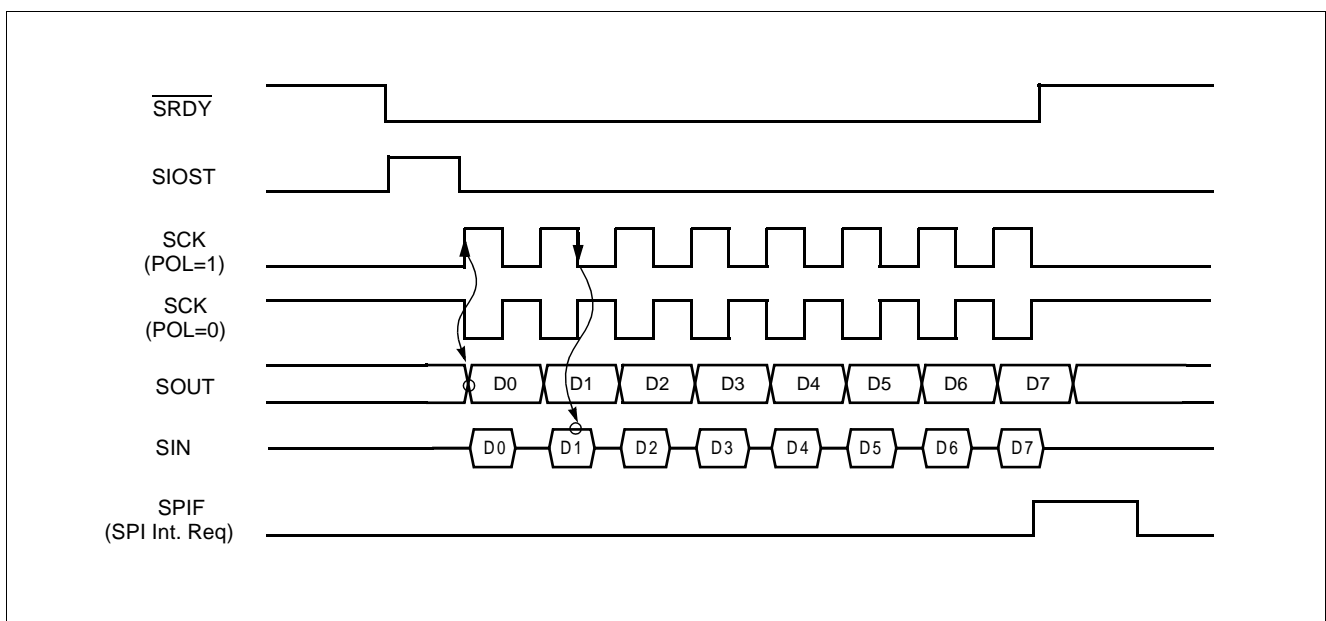 SRDY
SIOST
SCK
(POL=1)
SCK
(POL=0)
SOUT
D0 D1 D2 D3 D4 D5 D6 D7
SIN
D0 D1 D2 D3 D4 D5 D6 D7
SPIF
(SPI Int. Req)